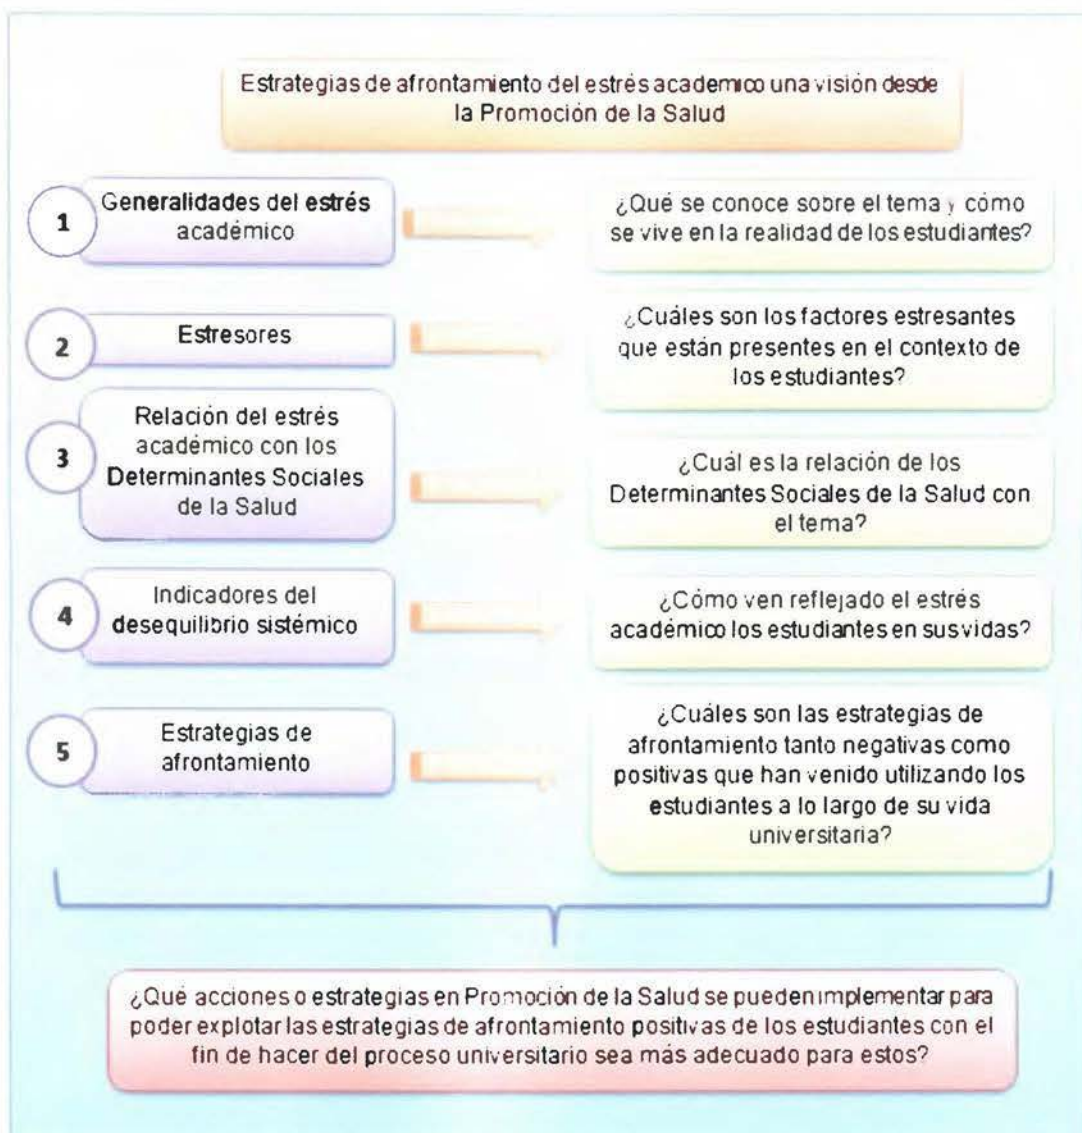 Estrategias de afrontamiento del estrés academico una visión desde
la Promoción de la Salud
1
Generalidades del estrés
académico
¿Qué se conoce sobre el tema y cómo
se vive en la realidad de los estudiantes?
2
Estresores
¿Cuáles son los factores estresantes
que están presentes en el contexto de
los estudiantes?
3
Relación del estrés
académico con los
Determinantes Sociales
de la Salud
¿Cuál es la relación de los
Determinantes Sociales de la Salud con
el tema?
4
Indicadores del
desequilibrio sistémico
¿Cómo ven reflejado el estrés
académico los estudiantes en sus vidas?
5
Estrategias de
afrontamiento
¿Cuáles son las estrategias de
afrontamiento tanto negativas como
positivas que han venido utilizando los
estudiantes a lo largo de su vida
universitaria?
¿Qué acciones o estrategias en Promoción de la Salud se pueden implementar para
poder explotar las estrategias de afrontamiento positivas de los estudiantes con el
fin de hacer del proceso universitario sea más adecuado para estos?